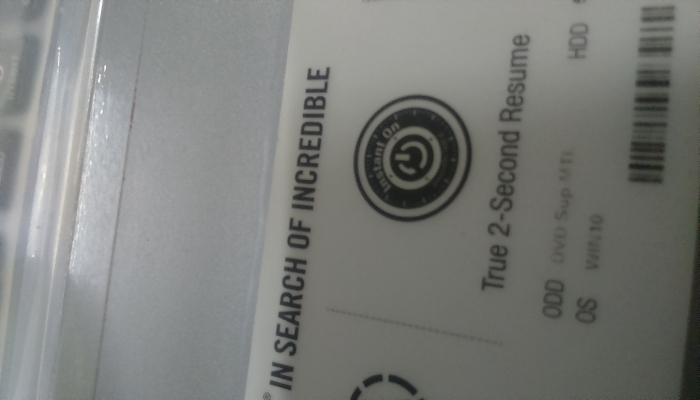 ® IN SEARCH OF INCREDIBLE
Instant On
True 2-Second Resume
ODD DVD Sup MTL HDD
OS WIN10